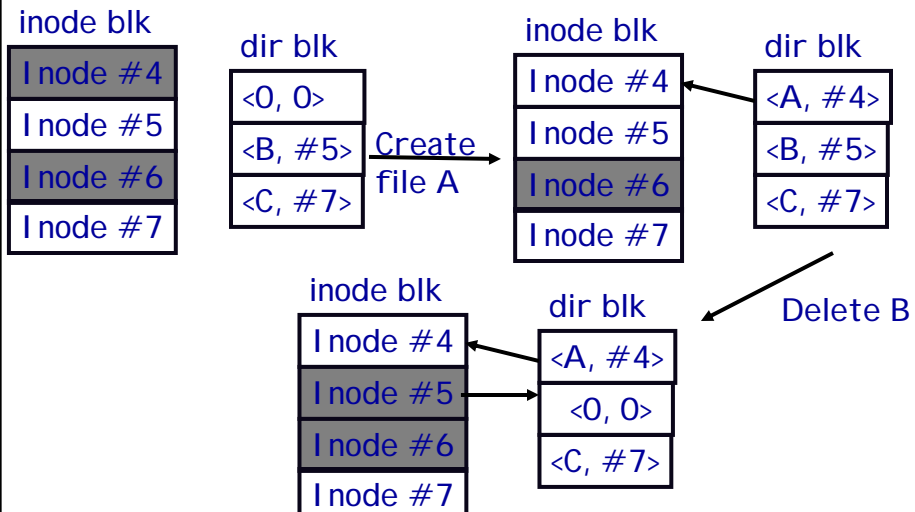 inode blk
Inode #4
Inode #5
Inode #6
Inode #7
dir blk
<0, 0>
<B, #5>
<C, #7>
Create
file A
inode blk
Inode #4
Inode #5
Inode #6
Inode #7
dir blk
<A, #4>
<B, #5>
<C, #7>
Delete B
inode blk
Inode #4
Inode #5
Inode #6
Inode #7
dir blk
<A, #4>
<0, 0>
<C, #7>